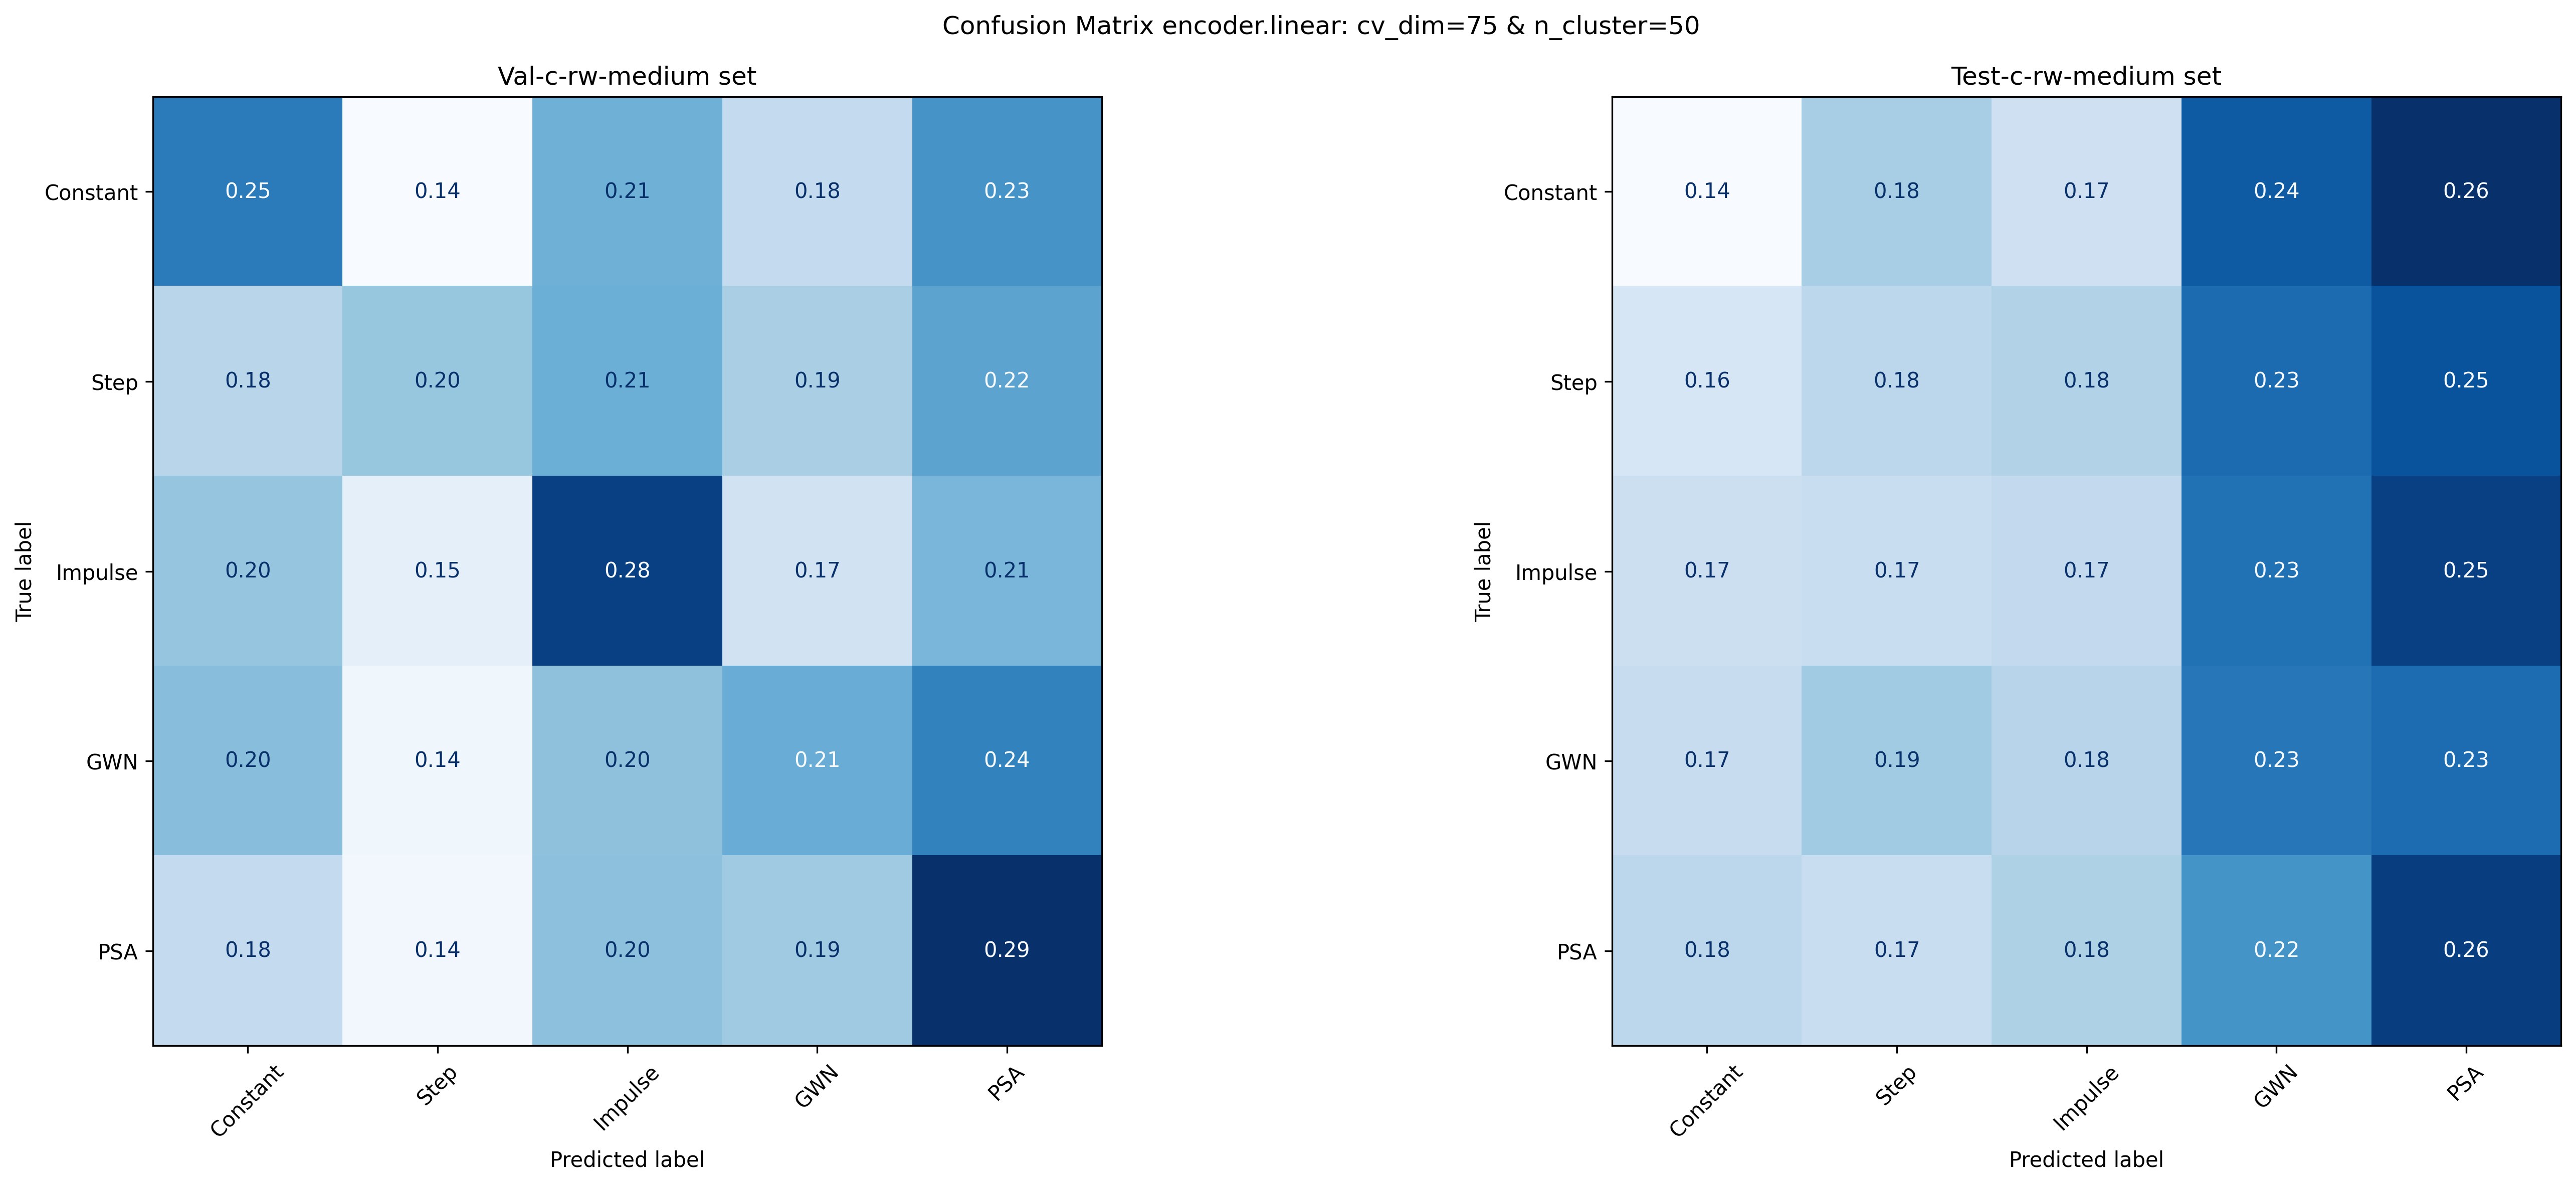 Confusion Matrix encoder.linear: cv_dim=75 & n_cluster=50
Val-c-rw-medium set
True label
Constant 0.25 0.14 0.21 0.18 0.23
Step 0.18 0.20 0.21 0.19 0.22
Impulse 0.20 0.15 0.28 0.17 0.21
GWN 0.20 0.14 0.20 0.21 0.24
PSA 0.18 0.14 0.20 0.19 0.29
Constant Step Impulse GWN PSA
Predicted label
Test-c-rw-medium set
True label
Constant 0.14 0.18 0.17 0.24 0.26
Step 0.16 0.18 0.18 0.23 0.25
Impulse 0.17 0.17 0.17 0.23 0.25
GWN 0.17 0.19 0.18 0.23 0.23
PSA 0.18 0.17 0.18 0.22 0.26
Constant Step Impulse GWN PSA
Predicted label